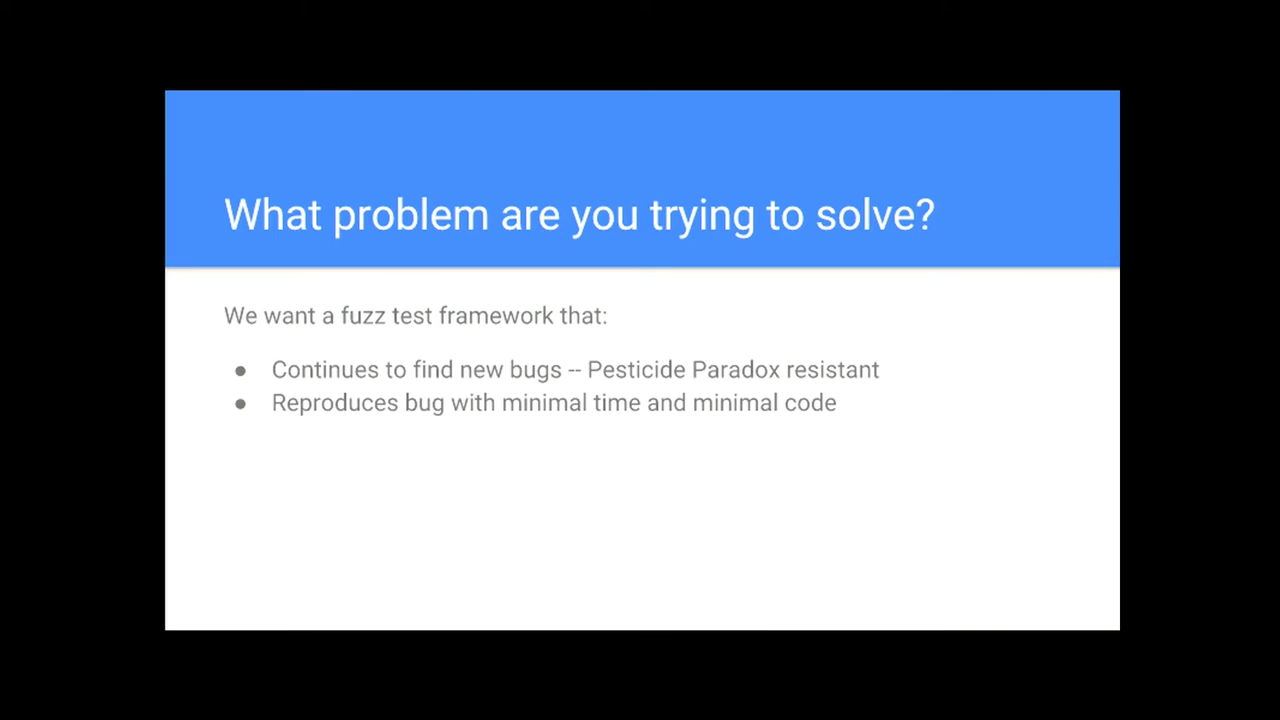 What problem are you trying to solve?
We want a fuzz test framework that:
● Continues to find new bugs -- Pesticide Paradox resistant
● Reproduces bug with minimal time and minimal code